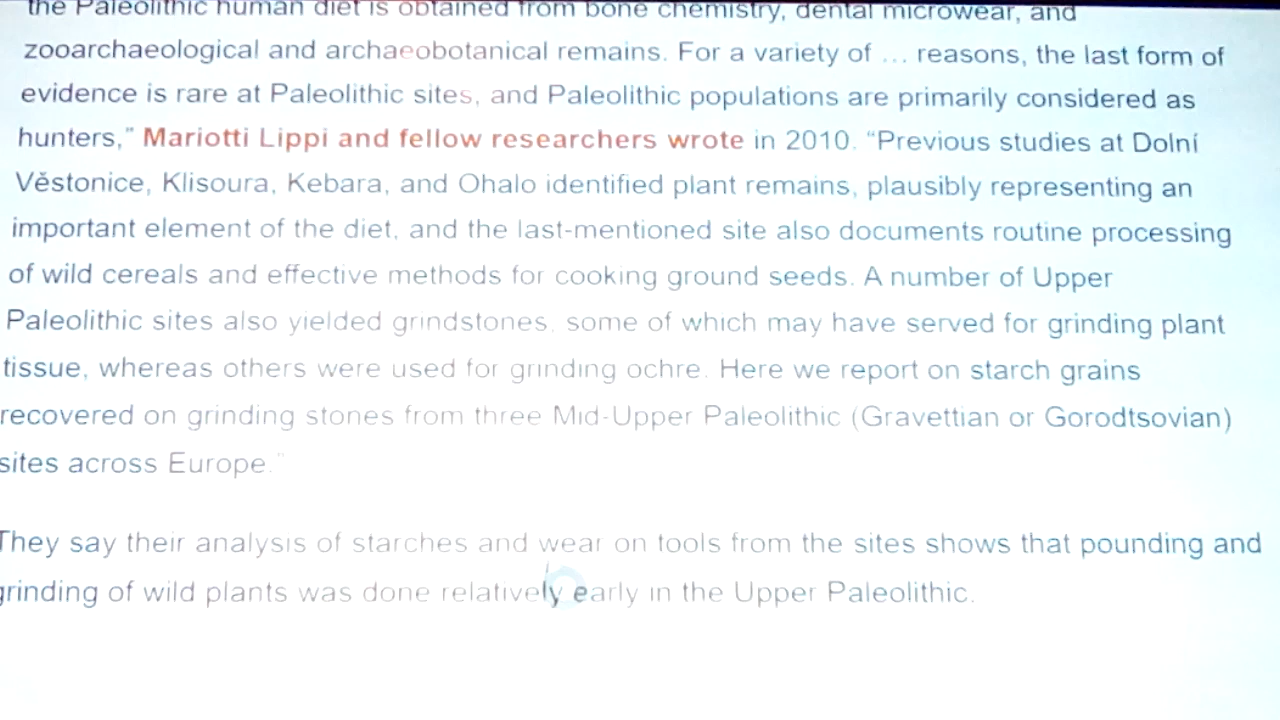 the Paleolithic human diet is obtained from bone chemistry, dental microwear, and
zooarchaeological and archaeobotanical remains. For a variety of ... reasons, the last form of
evidence is rare at Paleolithic sites, and Paleolithic populations are primarily considered as
hunters,” Mariotti Lippi and fellow researchers wrote in 2010. “Previous studies at Dolní
Věstonice, Klisoura, Kebara, and Ohalo identified plant remains, plausibly representing an
important element of the diet, and the last-mentioned site also documents routine processing
of wild cereals and effective methods for cooking ground seeds. A number of Upper
Paleolithic sites also yielded grindstones, some of which may have served for grinding plant
tissue, whereas others were used for grinding ochre. Here we report on starch grains
recovered on grinding stones from three Mid-Upper Paleolithic (Gravettian or Gorodtsovian)
sites across Europe.”
They say their analysis of starches and wear on tools from the sites shows that pounding and
grinding of wild plants was done relatively early in the Upper Paleolithic.